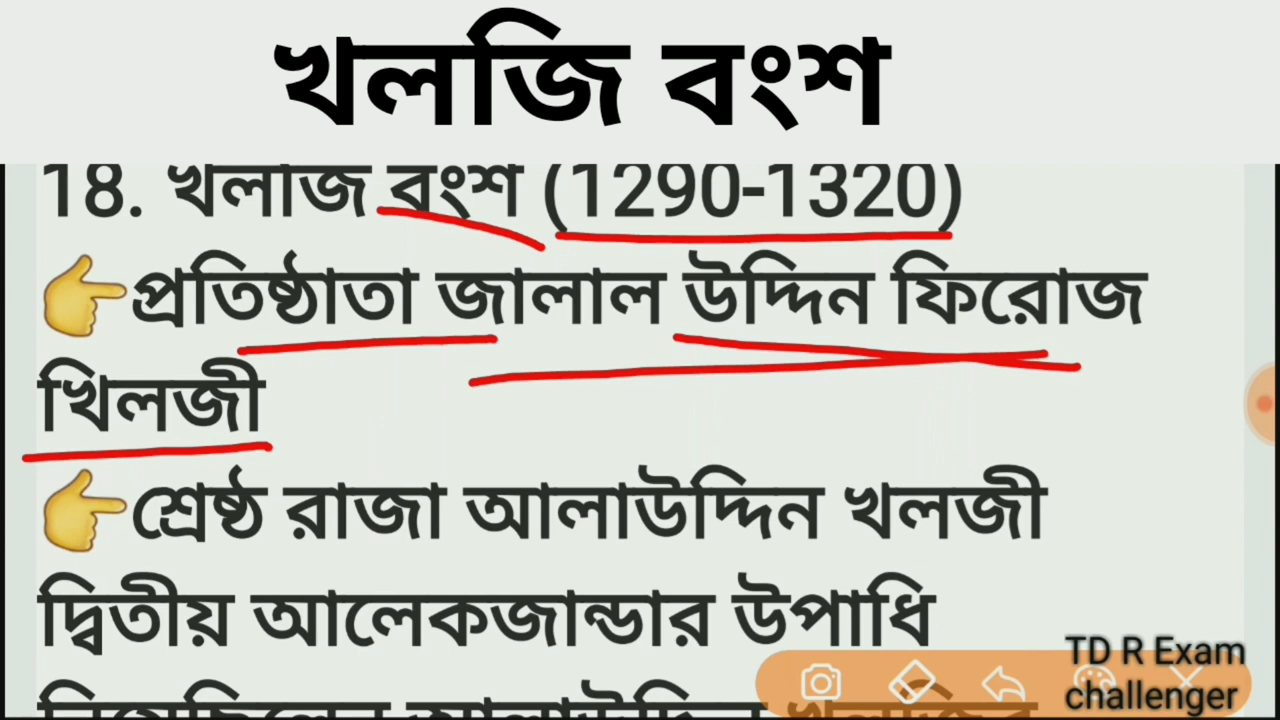 খলজি বংশ
18. খলজি বংশ (1290-1320)
👉প্রতিষ্ঠাতা জালাল উদ্দিন ফিরোজ
খিলজী
👉শ্রেষ্ঠ রাজা আলাউদ্দিন খলজী
দ্বিতীয় আলেকজান্ডার উপাধি
TD R Exam
challenger